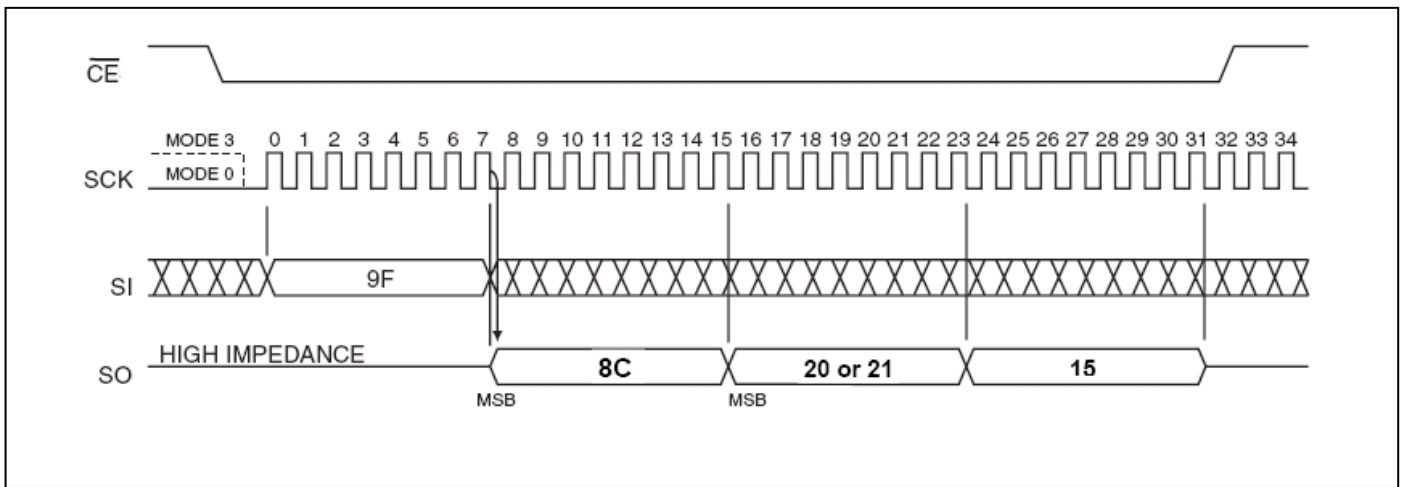 CE
MODE 3
0 1 2 3 4 5 6 7 8 9 10 11 12 13 14 15 16 17 18 19 20 21 22 23 24 25 26 27 28 29 30 31 32 33 34
SCK
MODE 0
SI
9F
HIGH IMPEDANCE
SO
8C
20 or 21
15
MSB
MSB